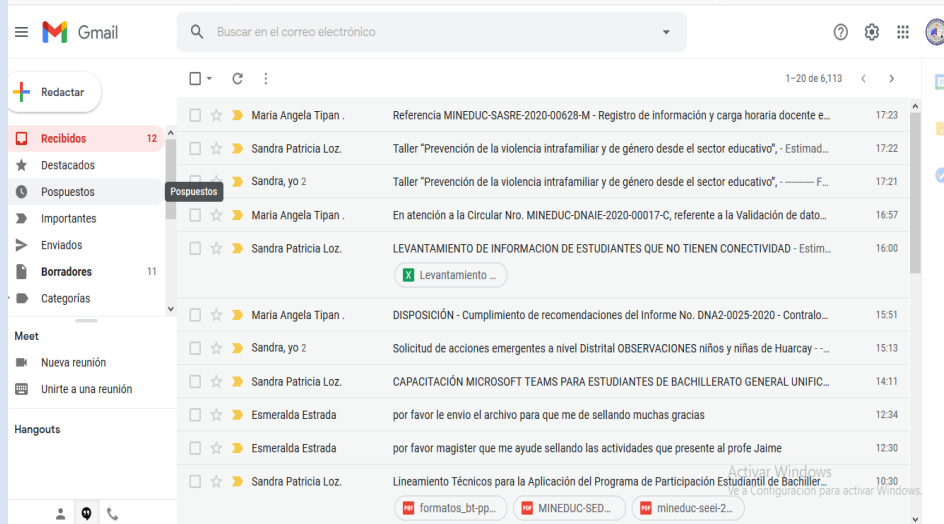 Gmail
Buscar en el correo electrónico
Redactar
1–20 de 6,113
Recibidos 12
Destacados
Pospuestos
Pospuestos
Importantes
Enviados
Borradores 11
Categorías
Meet
Nueva reunión
Unirte a una reunión
Hangouts
Maria Angela Tipan . Referencia MINEDUC-SASRE-2020-00628-M - Registro de información y carga horaria docente e... 17:23
Sandra Patricia Loz. Taller “Prevención de la violencia intrafamiliar y de género desde el sector educativo”, - Estimad... 17:22
Sandra, yo 2 Taller “Prevención de la violencia intrafamiliar y de género desde el sector educativo”, - ---------- F... 17:21
Maria Angela Tipan . En atención a la Circular Nro. MINEDUC-DNAIE-2020-00017-C, referente a la Validación de dato... 16:57
Sandra Patricia Loz. LEVANTAMIENTO DE INFORMACION DE ESTUDIANTES QUE NO TIENEN CONECTIVIDAD - Estim... 16:00
X Levantamiento ...
Maria Angela Tipan . DISPOSICIÓN - Cumplimiento de recomendaciones del Informe No. DNA2-0025-2020 - Contralo... 15:51
Sandra, yo 2 Solicitud de acciones emergentes a nivel Distrital OBSERVACIONES niños y niñas de Huarcay - -... 15:13
Sandra Patricia Loz. CAPACITACIÓN MICROSOFT TEAMS PARA ESTUDIANTES DE BACHILLERATO GENERAL UNIFIC... 14:11
Esmeralda Estrada por favor le envio el archivo para que me de sellando muchas gracias 12:34
Esmeralda Estrada por favor magister que me ayude sellando las actividades que presente al profe Jaime 12:30
Sandra Patricia Loz. Lineamiento Técnicos para la Aplicación del Programa de Participación Estudiantil de Bachiller... 10:30
PDF formatos_bt-pp... PDF MINEDUC-SED... PDF mineduc-seei-2...
Activar Windows
Ve a Configuración para activar Windows.